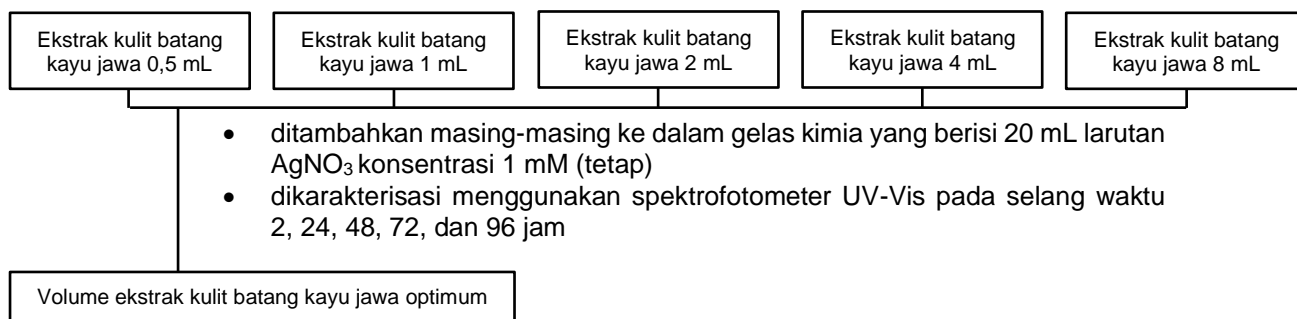 Ekstrak kulit batang
kayu jawa 0,5 mL
Ekstrak kulit batang
kayu jawa 1 mL
Ekstrak kulit batang
kayu jawa 2 mL
Ekstrak kulit batang
kayu jawa 4 mL
Ekstrak kulit batang
kayu jawa 8 mL
• ditambahkan masing-masing ke dalam gelas kimia yang berisi 20 mL larutan
AgNO₃ konsentrasi 1 mM (tetap)
• dikarakterisasi menggunakan spektrofotometer UV-Vis pada selang waktu
2, 24, 48, 72, dan 96 jam
Volume ekstrak kulit batang kayu jawa optimum